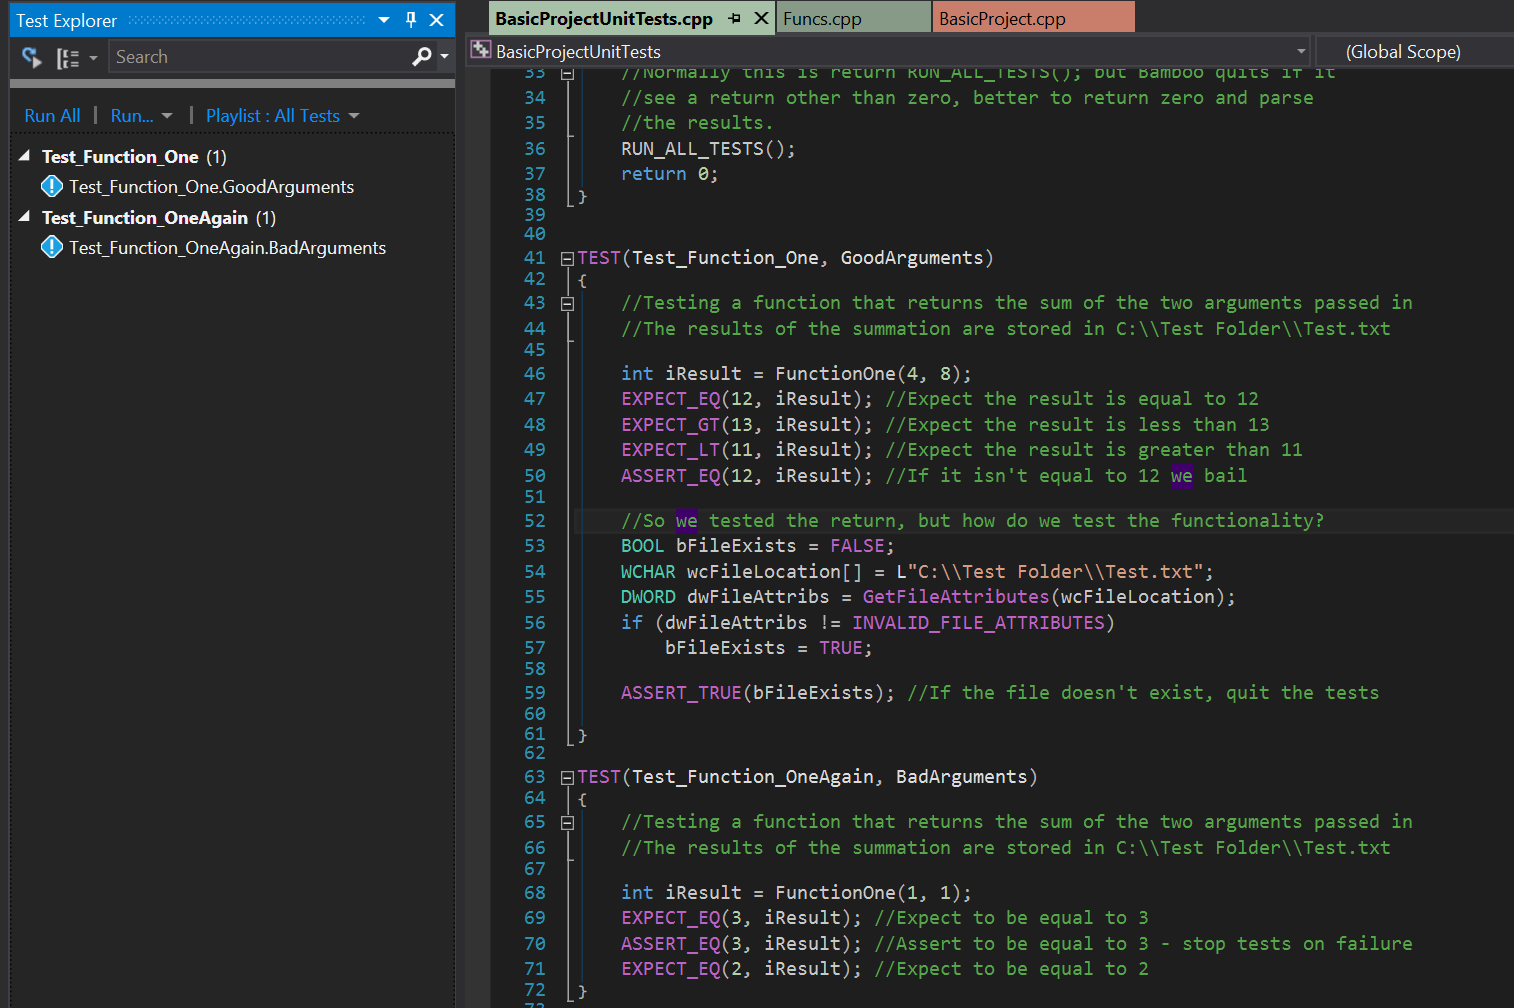 Test Explorer
Search
Run All | Run... | Playlist : All Tests
Test_Function_One (1)
Test_Function_One.GoodArguments
Test_Function_OneAgain (1)
Test_Function_OneAgain.BadArguments
BasicProjectUnitTests.cpp
Funcs.cpp
BasicProject.cpp
BasicProjectUnitTests
(Global Scope)
33 //Normally this is return RUN_ALL_TESTS(); but Bamboo quits if it
34 //see a return other than zero, better to return zero and parse
35 //the results.
36 RUN_ALL_TESTS();
37 return 0;
38 }
39
40
41 TEST(Test_Function_One, GoodArguments)
42 {
43 //Testing a function that returns the sum of the two arguments passed in
44 //The results of the summation are stored in C:\\Test Folder\\Test.txt
45
46 int iResult = FunctionOne(4, 8);
47 EXPECT_EQ(12, iResult); //Expect the result is equal to 12
48 EXPECT_GT(13, iResult); //Expect the result is less than 13
49 EXPECT_LT(11, iResult); //Expect the result is greater than 11
50 ASSERT_EQ(12, iResult); //If it isn't equal to 12 we bail
51
52 //So we tested the return, but how do we test the functionality?
53 BOOL bFileExists = FALSE;
54 WCHAR wcFileLocation[] = L"C:\\Test Folder\\Test.txt";
55 DWORD dwFileAttribs = GetFileAttributes(wcFileLocation);
56 if (dwFileAttribs != INVALID_FILE_ATTRIBUTES)
57 bFileExists = TRUE;
58
59 ASSERT_TRUE(bFileExists); //If the file doesn't exist, quit the tests
60
61 }
62
63 TEST(Test_Function_OneAgain, BadArguments)
64 {
65 //Testing a function that returns the sum of the two arguments passed in
66 //The results of the summation are stored in C:\\Test Folder\\Test.txt
67
68 int iResult = FunctionOne(1, 1);
69 EXPECT_EQ(3, iResult); //Expect to be equal to 3
70 ASSERT_EQ(3, iResult); //Assert to be equal to 3 - stop tests on failure
71 EXPECT_EQ(2, iResult); //Expect to be equal to 2
72 }
73